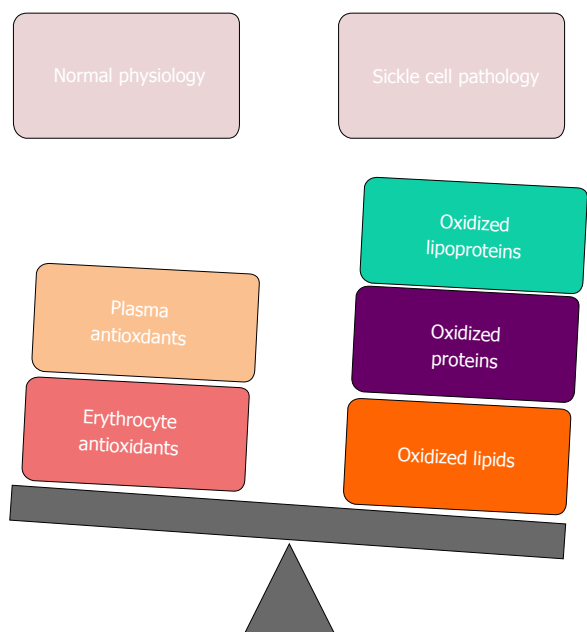 Normal physiology
Sickle cell pathology
Oxidized
lipoproteins
Plasma
antioxdants
Oxidized
proteins
Erythrocyte
antioxidants
Oxidized lipids